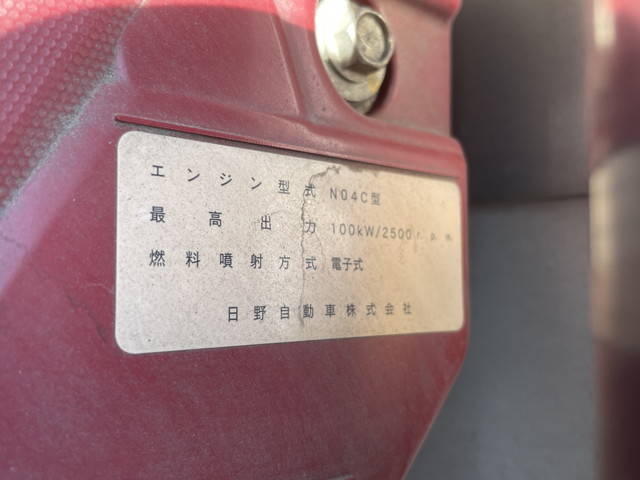 エンジン型式 N04C型
最高出力 100kW/2500r.p.m.
燃料噴射方式 電子式
日野自動車株式会社